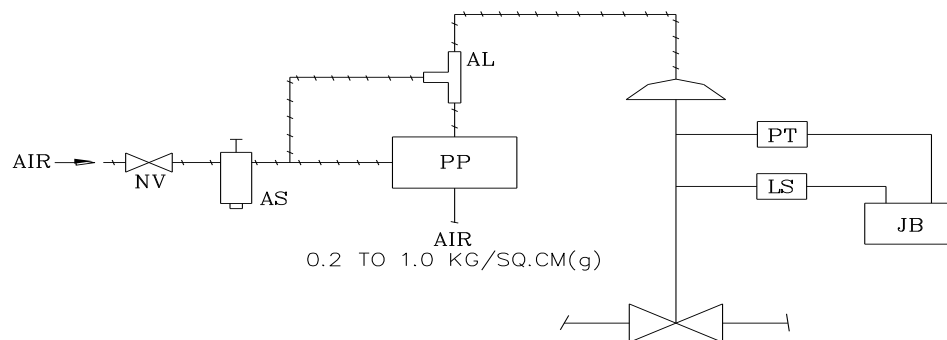 AL
PT
AIR
PP
NV
LS
AS
JB
AIR
0.2 TO 1.0 KG/SQ.CM(g)